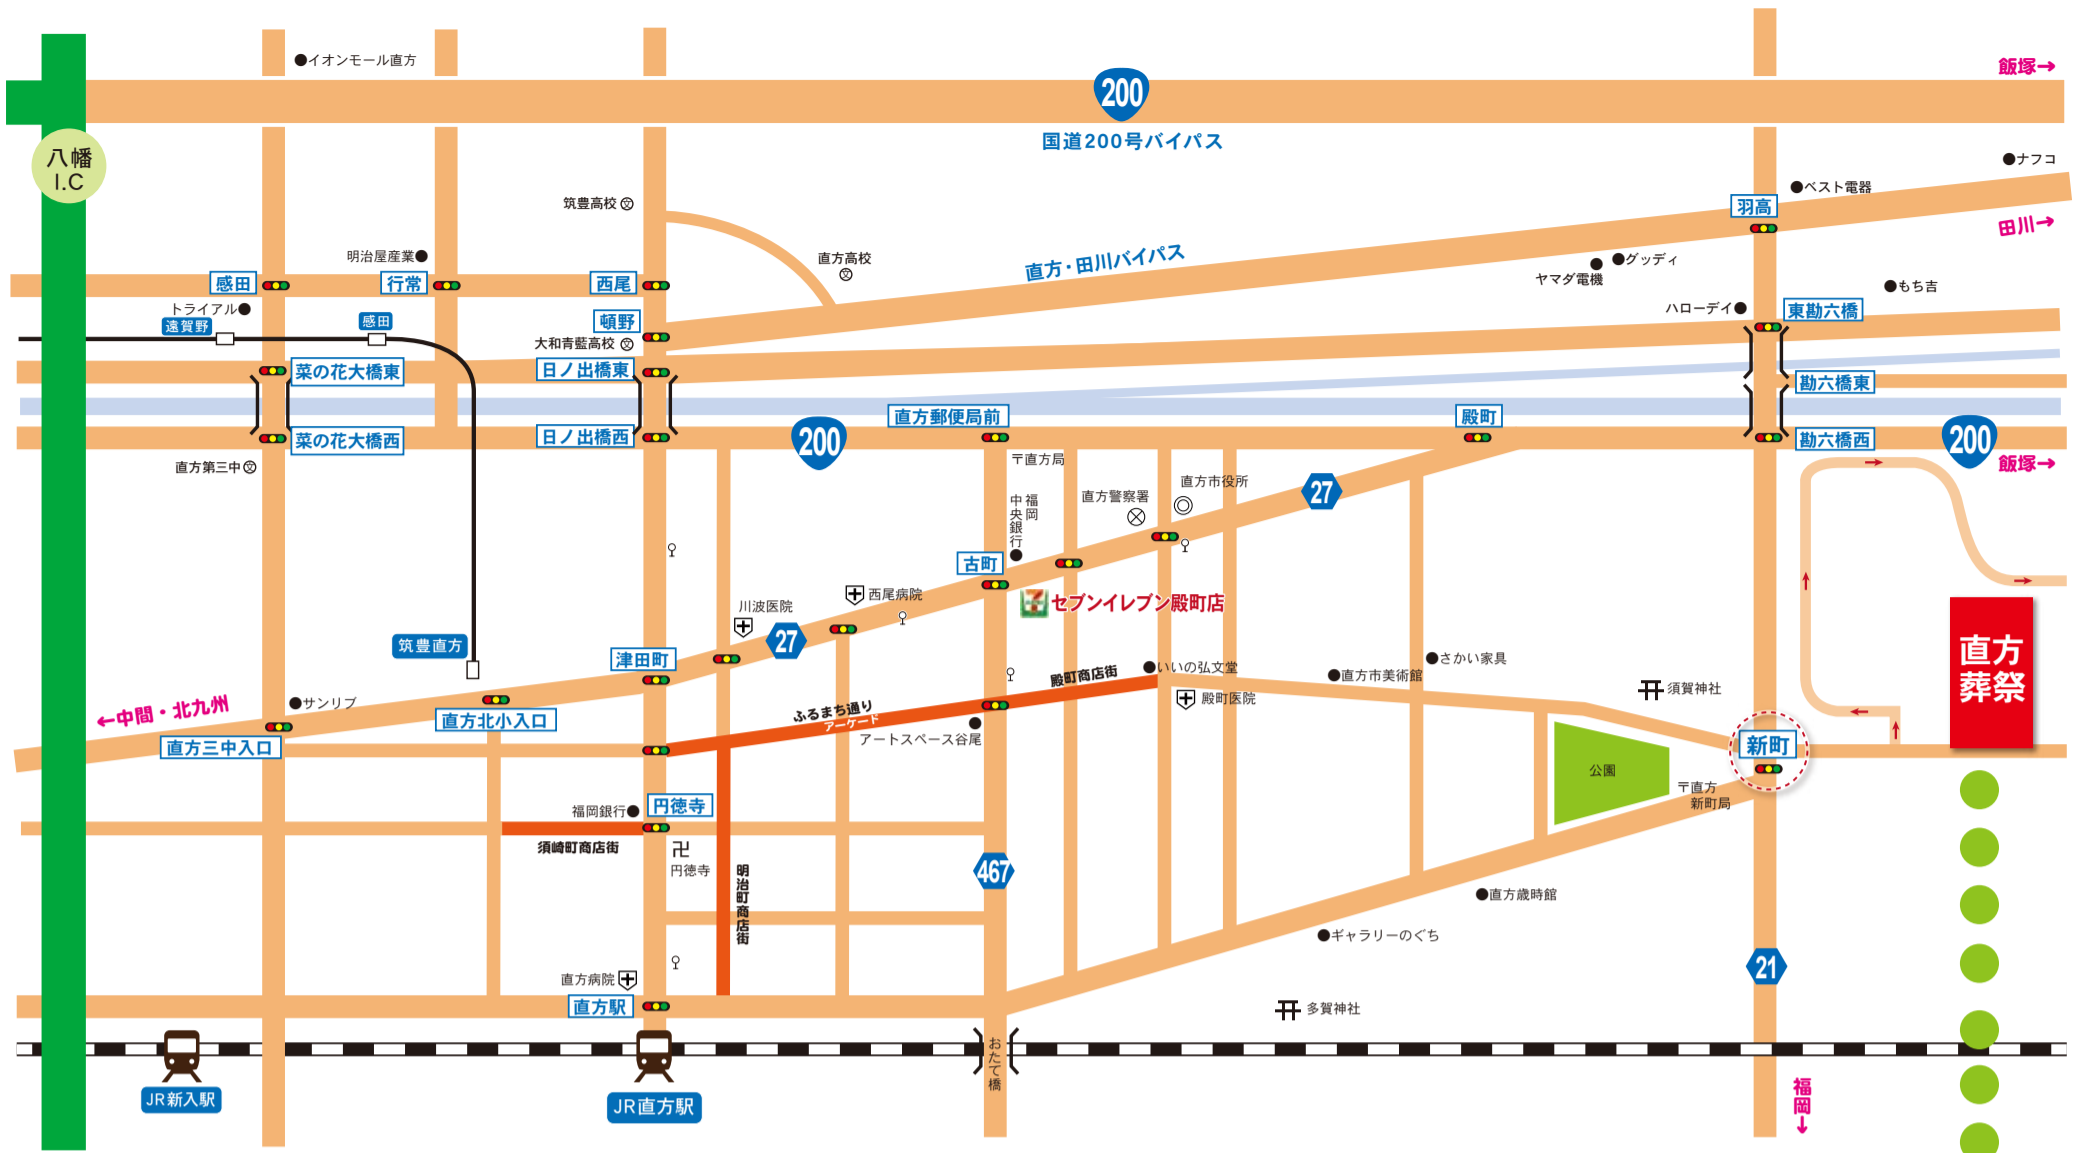 イオンモール直方
飯塚→
200
国道200号バイパス
八幡
I.C
ナフコ
ベスト電器
筑豊高校
羽高
田川→
直方・田川バイパス
直方高校
明治屋産業
グッディ
ヤマダ電機
感田
行常
西尾
もち吉
トライアル
ハローデイ
東勘六橋
遠賀野
感田
頓野
大和青藍高校
菜の花大橋東
日ノ出橋東
勘六橋東
直方郵便局前
殿町
菜の花大橋西
日ノ出橋西
200
勘六橋西
200
飯塚→
直方第三中
〒直方局
直方市役所
直方警察署
27
福岡
中央銀行
古町
西尾病院
セブンイレブン殿町店
川波医院
27
筑豊直方
津田町
直方
葬祭
いいの弘文堂
さかい家具
殿町商店街
直方市美術館
須賀神社
殿町医院
←中間・北九州
サンリブ
ふるまち通り
アーケード
直方北小入口
アートスペース谷尾
直方三中入口
新町
公園
〒直方
新町局
福岡銀行
円徳寺
須崎町商店街
卍
円徳寺
明治町商店街
467
直方歳時館
ギャラリーのぐち
21
直方病院
直方駅
多賀神社
おたて橋
JR新入駅
JR直方駅
福岡→